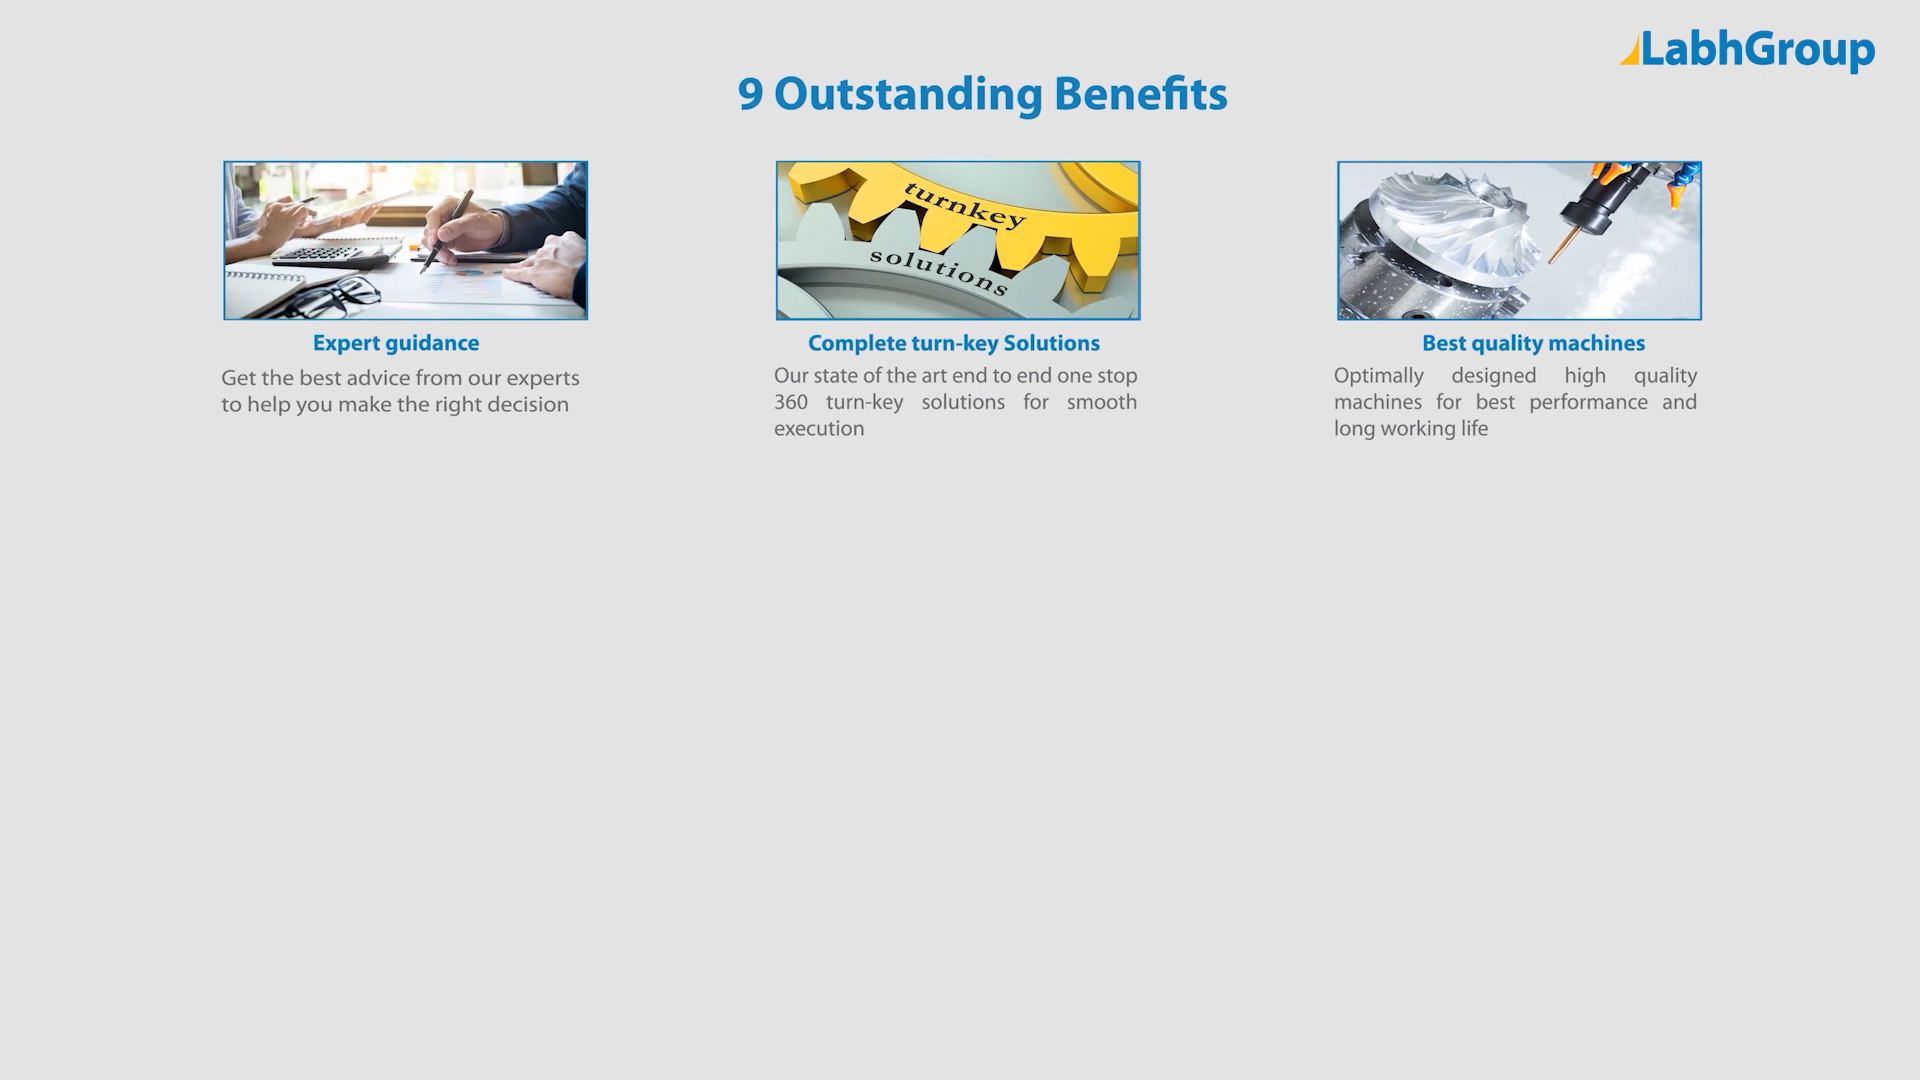 LabhGroup
9 Outstanding Benefits
turnkey
solutions
Expert guidance
Get the best advice from our experts
to help you make the right decision
Complete turn-key Solutions
Our state of the art end to end one stop
360 turn-key solutions for smooth
execution
Best quality machines
Optimally designed high quality
machines for best performance and
long working life